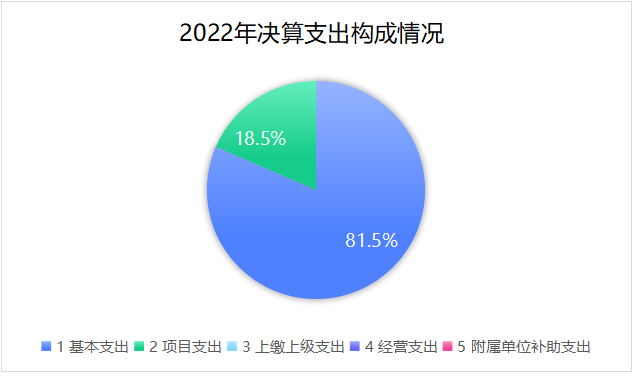 2022年决算支出构成情况
18.5%
81.5%
1 基本支出 2 项目支出 3 上缴上级支出 4 经营支出 5 附属单位补助支出